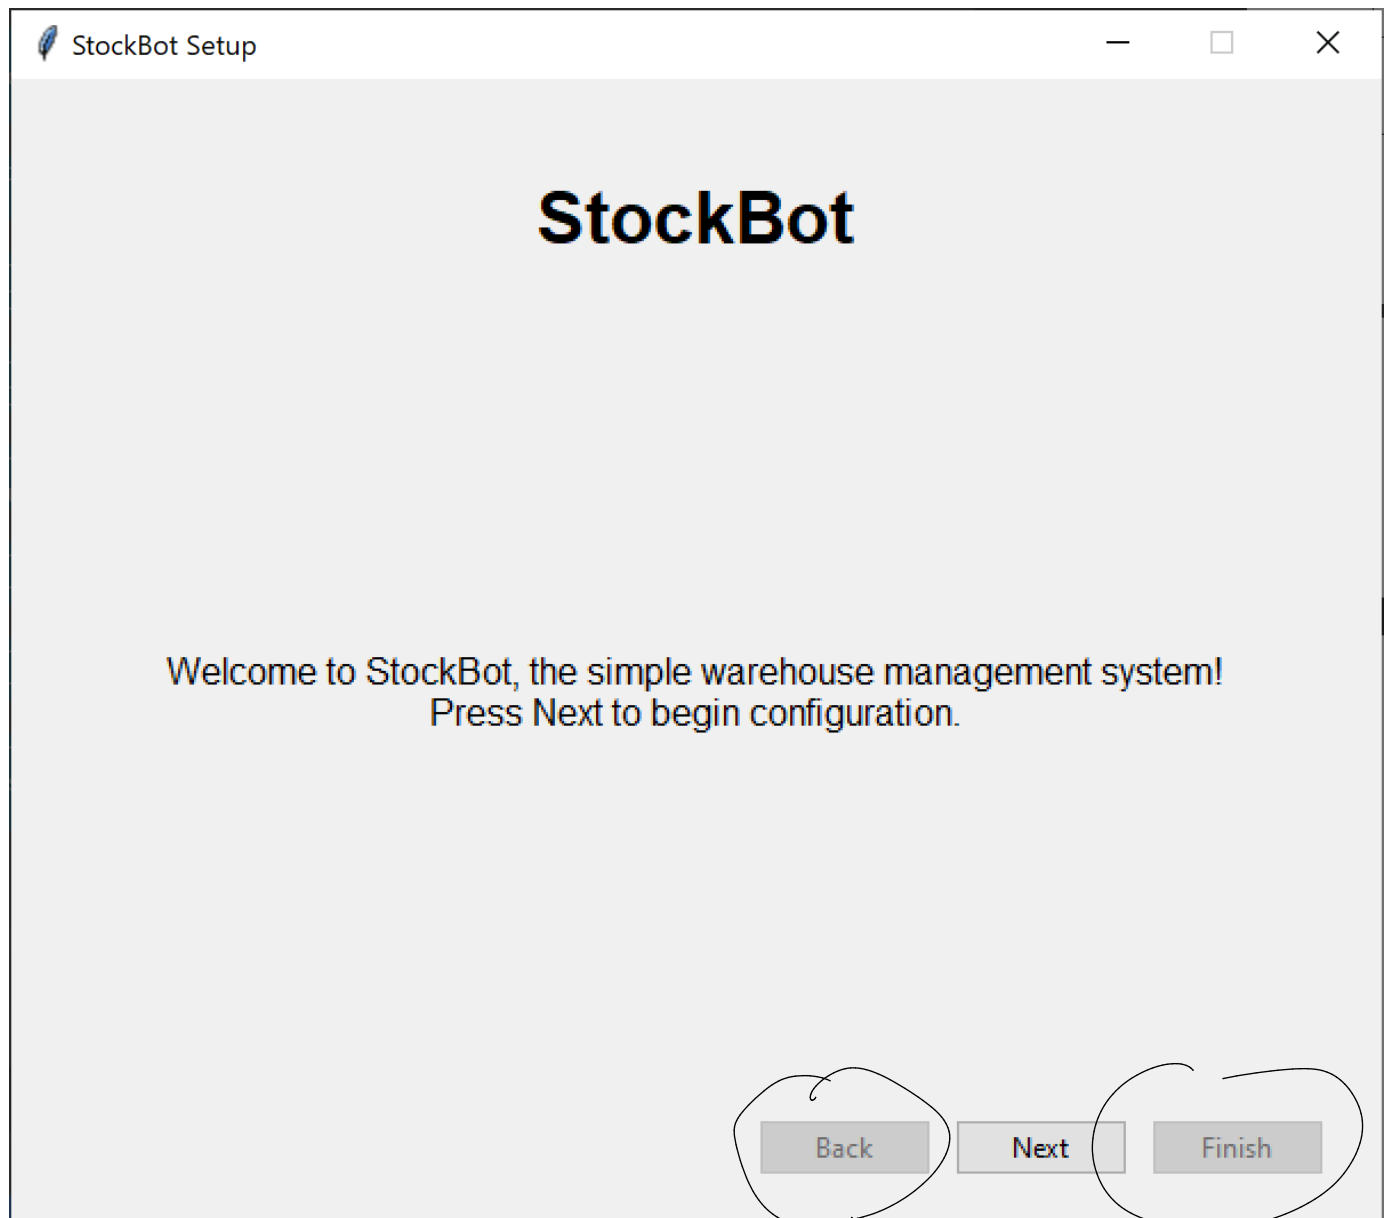 StockBot Setup
StockBot
Welcome to StockBot, the simple warehouse management system!
Press Next to begin configuration.
Back Next Finish